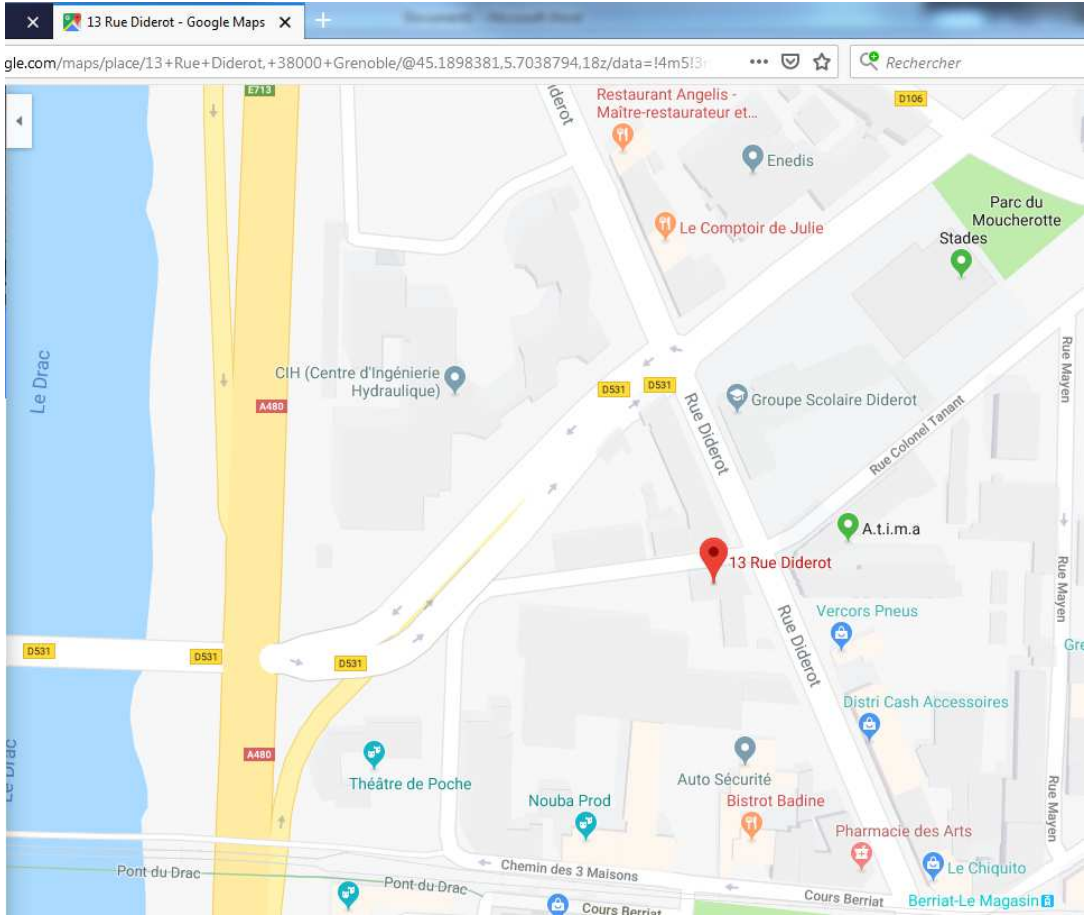 13 Rue Diderot - Google Maps
gle.com/maps/place/13+Rue+Diderot,+38000+Grenoble/@45.1898381,5.7038794,18z/data=!4m5!3
Rechercher
E713
Diderot
Restaurant Angelis -
Maître-restaurateur et...
D106
Enedis
Parc du
Moucherotte
Le Comptoir de Julie
Stades
Le Drac
CIH (Centre d'Ingénierie
Hydraulique)
A480
D531
D531
Groupe Scolaire Diderot
Rue Mayen
Rue Diderot
Rue Colonel Tanant
A.t.i.m.a
13 Rue Diderot
Rue Mayen
Vercors Pneus
Rue Diderot
D531
D531
D531
Gre
Distri Cash Accessoires
Le Drac
A480
Théâtre de Poche
Auto Sécurité
Nouba Prod
Bistrot Badine
Rue Mayen
Pharmacie des Arts
Pont du Drac
Chemin des 3 Maisons
Le Chiquito
Pont du Drac
Cours Berriat
Cours Berriat
Berriat-Le Magasin